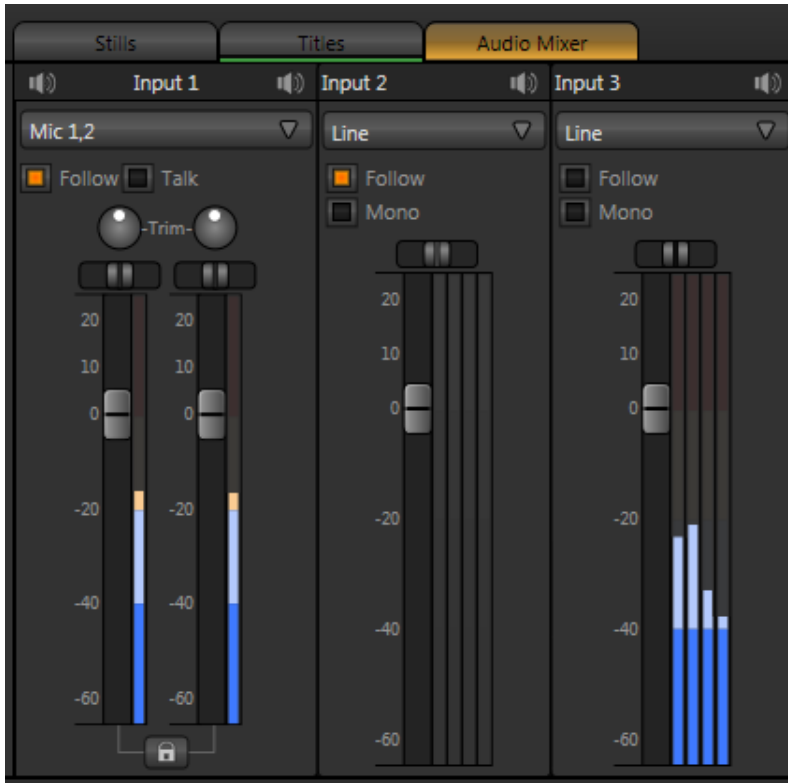 Stills Titles Audio Mixer
Input 1 Input 2 Input 3
Mic 1,2 Line Line
Follow Talk Follow Follow
Mono Mono
-Trim-
20 20 20 20
10 10 10 10
0 0 0 0
-20 -20 -20 -20
-40 -40 -40 -40
-60 -60 -60 -60